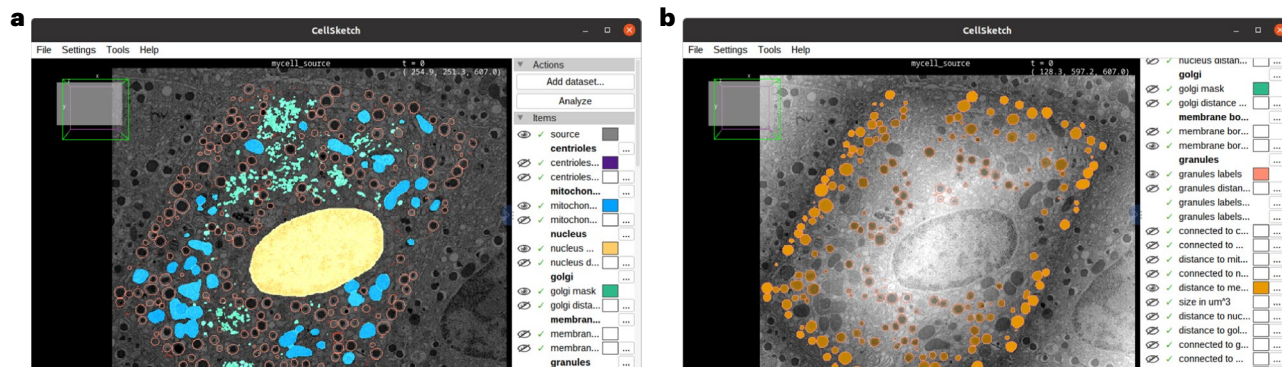 a
CellSketch
File Settings Tools Help
mycell_source t = 0
( 254.9, 251.3, 607.0)
Actions
Add dataset...
Analyze
Items
source
centrioles
...
centrioles...
centrioles...
...
mitochon...
...
mitochon...
mitochon...
...
nucleus
...
nucleus ...
nucleus d...
...
golgi
...
golgi mask
golgi dista...
...
membran...
...
membran...
membran...
...
granules
...
b
CellSketch
File Settings Tools Help
mycell_source t = 0
( 128.3, 597.2, 607.0)
nucleus distan...
...
golgi
...
golgi mask
golgi distance ...
...
membrane bo...
...
membrane bor...
membrane bor...
...
granules
...
granules labels
granules distan...
...
granules labels...
...
granules labels...
...
connected to c...
...
connected to ...
...
distance to mit...
...
connected to n...
...
distance to me...
...
size in um^3
...
distance to nuc...
...
distance to gol...
...
connected to g...
...
connected to ...
...